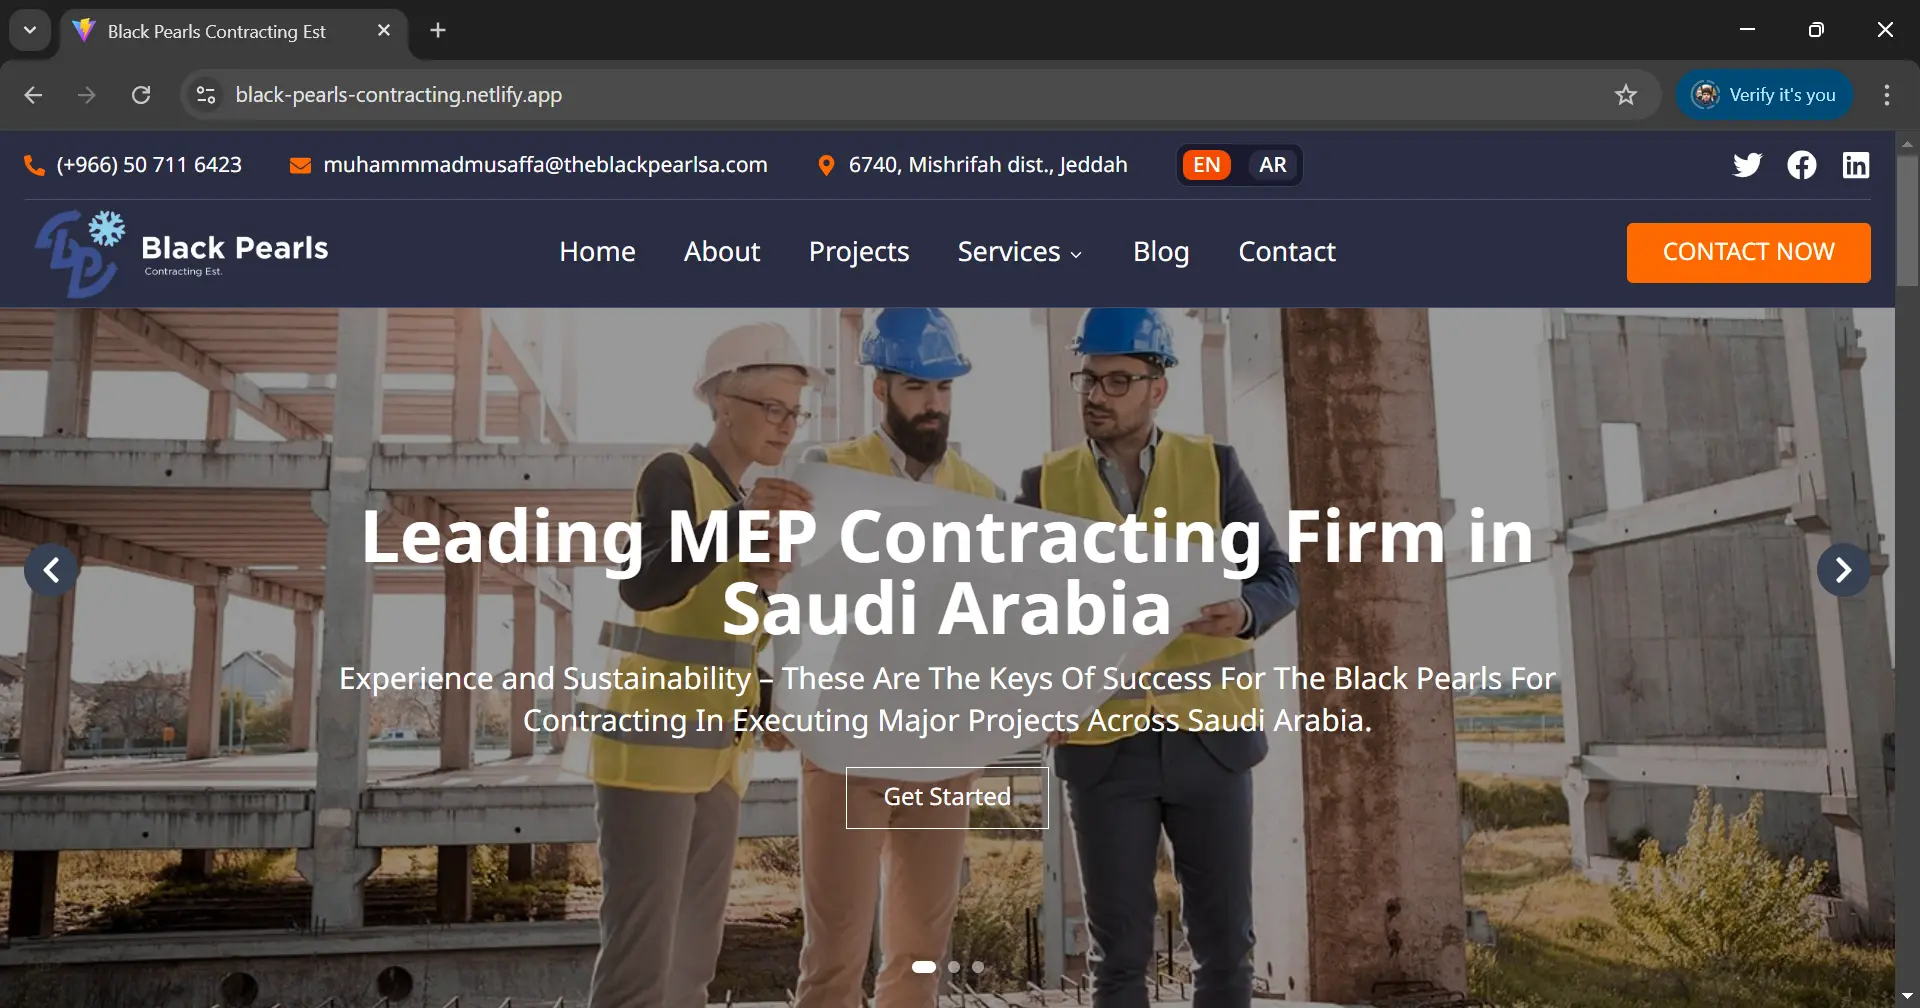 Black Pearls Contracting Est
black-pearls-contracting.netlify.app
Verify it's you
(+966) 50 711 6423
muhammmadmusaffa@theblackpearlsa.com
6740, Mishrifah dist., Jeddah
EN
AR
Black Pearls
Contracting Est.
Home
About
Projects
Services
Blog
Contact
CONTACT NOW
Leading MEP Contracting Firm in
Saudi Arabia
Experience and Sustainability – These Are The Keys Of Success For The Black Pearls For
Contracting In Executing Major Projects Across Saudi Arabia.
Get Started